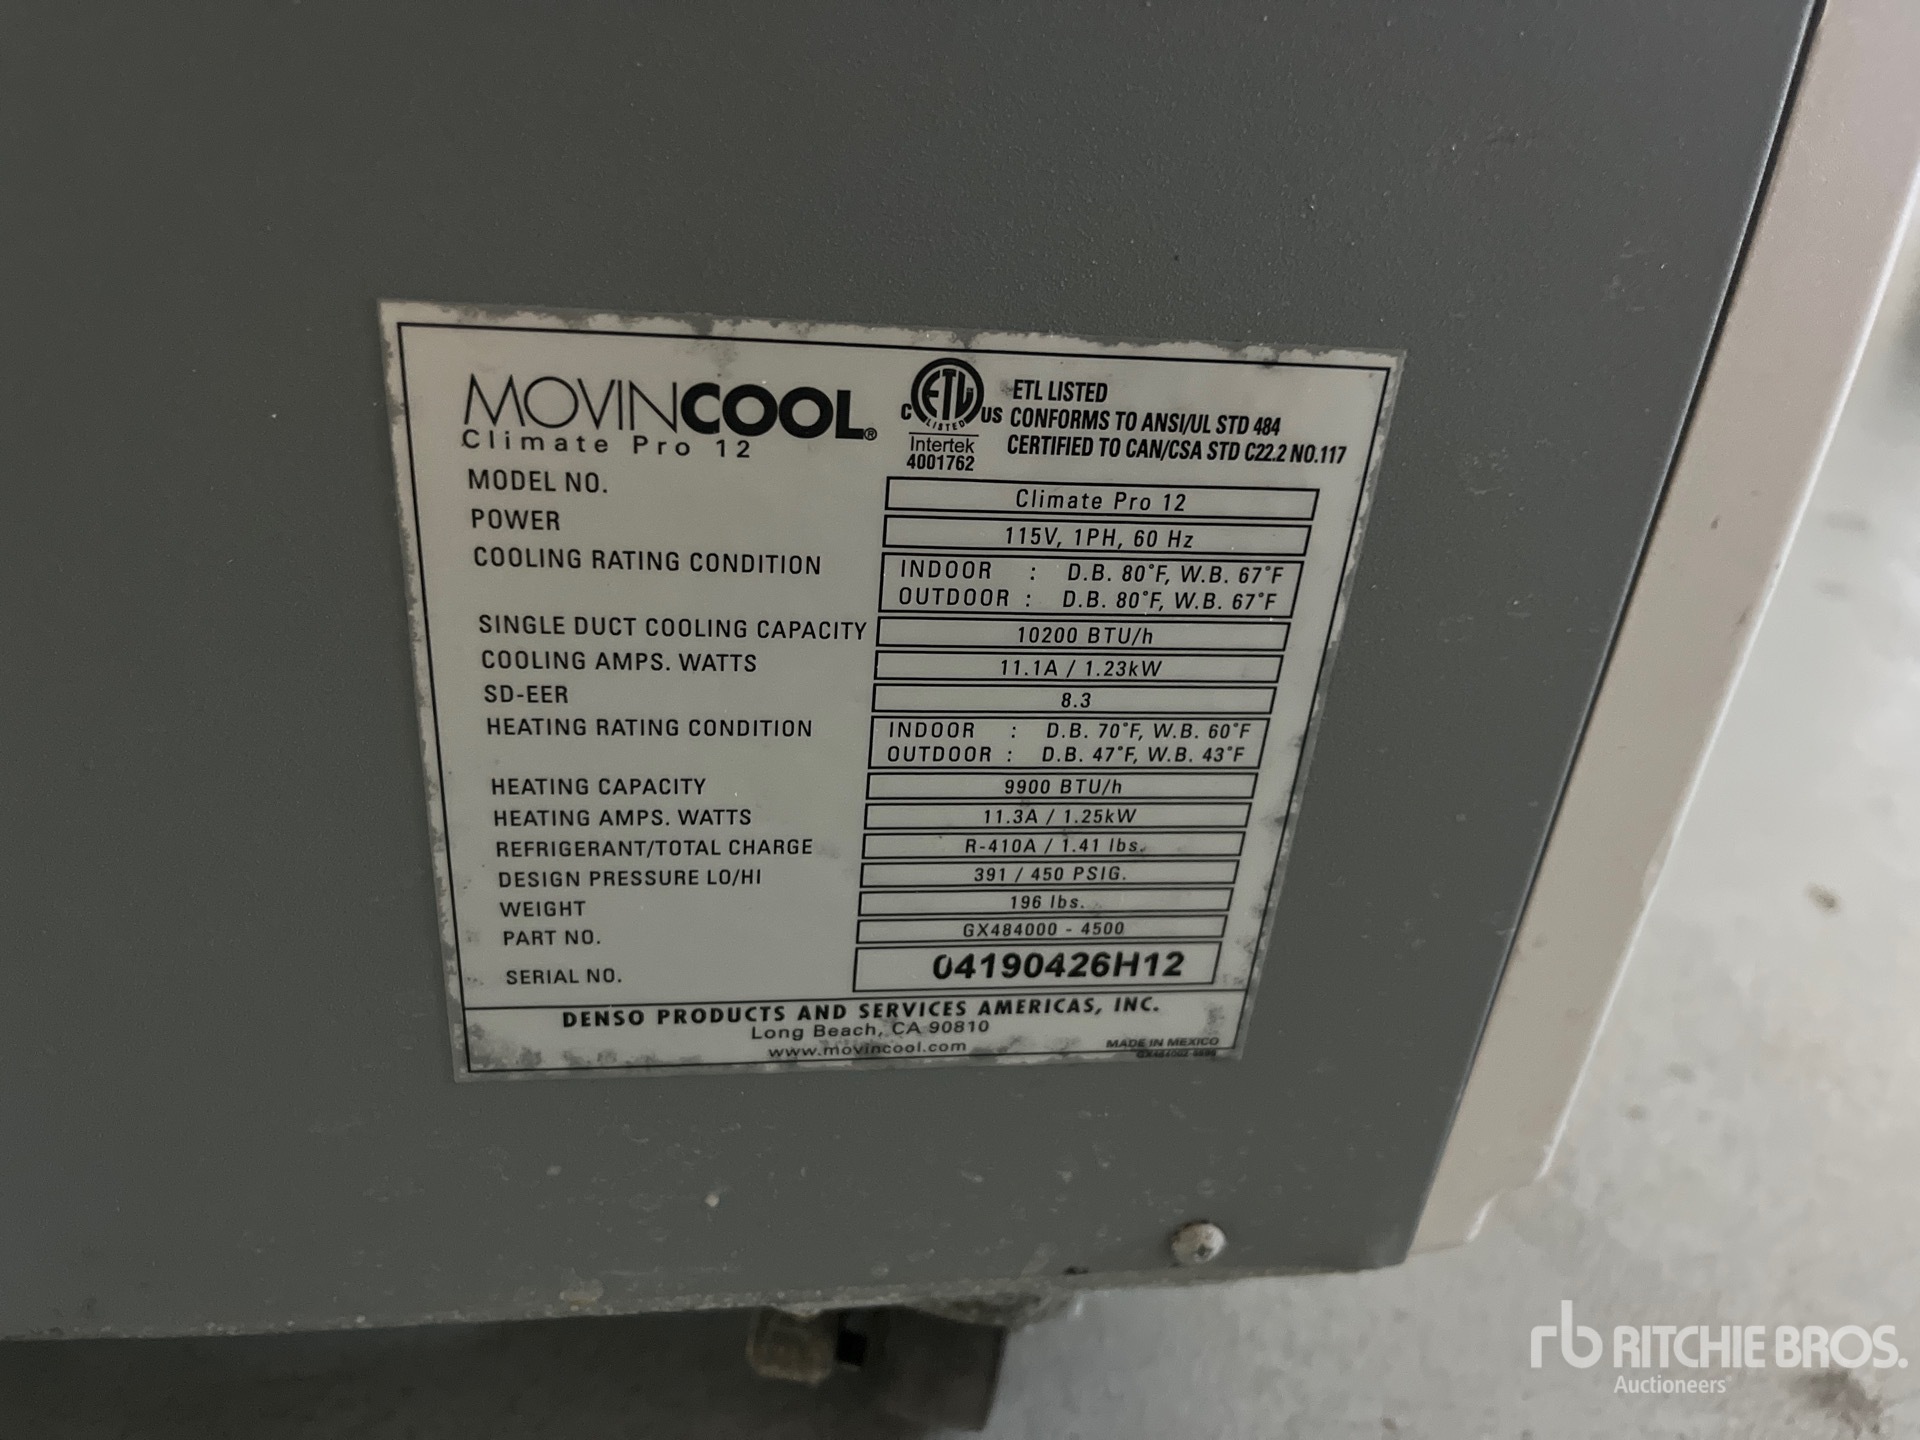 MOVINCOOL®
Climate Pro 12
C ETL LISTED US
Intertek
4001762
ETL LISTED
CONFORMS TO ANSI/UL STD 484
CERTIFIED TO CAN/CSA STD C22.2 NO.117
MODEL NO. Climate Pro 12
POWER 115V, 1PH, 60 Hz
COOLING RATING CONDITION INDOOR : D.B. 80°F, W.B. 67°F
OUTDOOR : D.B. 80°F, W.B. 67°F
SINGLE DUCT COOLING CAPACITY 10200 BTU/h
COOLING AMPS. WATTS 11.1A / 1.23kW
SD-EER 8.3
HEATING RATING CONDITION INDOOR : D.B. 70°F, W.B. 60°F
OUTDOOR : D.B. 47°F, W.B. 43°F
HEATING CAPACITY 9900 BTU/h
HEATING AMPS. WATTS 11.3A / 1.25kW
REFRIGERANT/TOTAL CHARGE R-410A / 1.41 lbs.
DESIGN PRESSURE LO/HI 391 / 450 PSIG.
WEIGHT 196 lbs.
PART NO. GX484000 - 4500
SERIAL NO. 04190426H12
DENSO PRODUCTS AND SERVICES AMERICAS, INC.
Long Beach, CA 90810
www.movincool.com
MADE IN MEXICO
rb RITCHIE BROS.
Auctioneers